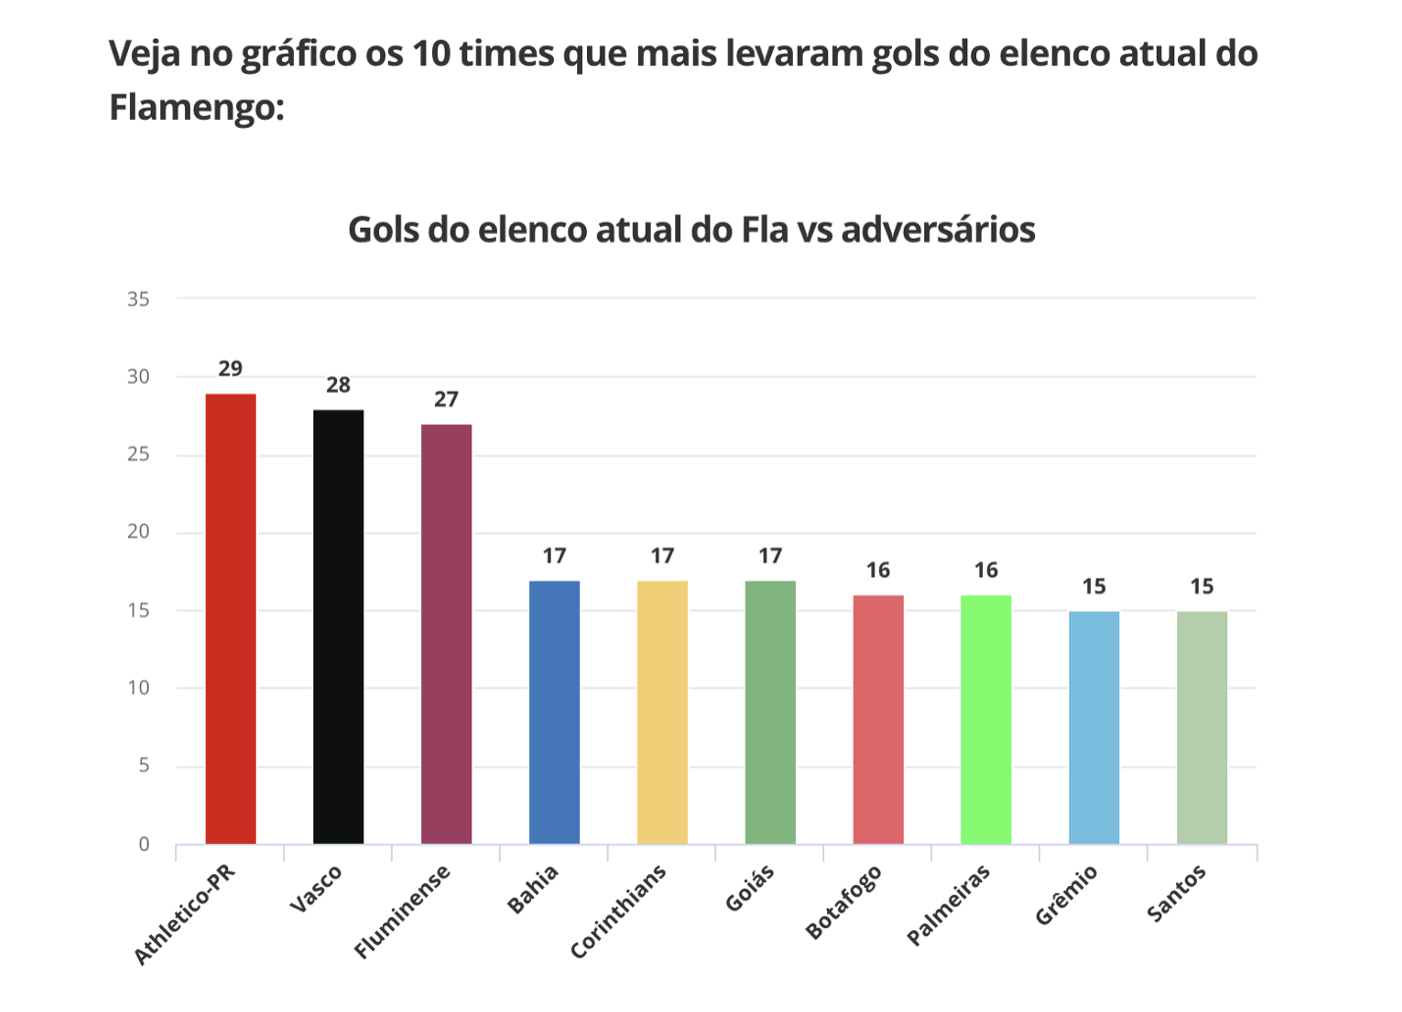 Veja no gráfico os 10 times que mais levaram gols do elenco atual do
Flamengo:
Gols do elenco atual do Fla vs adversários
35
30
25
20
15
10
5
0
29
28
27
17
17
17
16
16
15
15
Athletico-PR
Vasco
Fluminense
Bahia
Corinthians
Goiás
Botafogo
Palmeiras
Grêmio
Santos